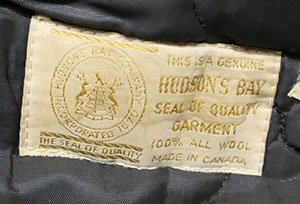 HUDSON'S BAY COMPANY
INCORPORATED 1670
THE SEAL OF QUALITY
THIS IS A GENUINE
HUDSON'S BAY
SEAL OF QUALITY
GARMENT
100% ALL WOOL
MADE IN CANADA